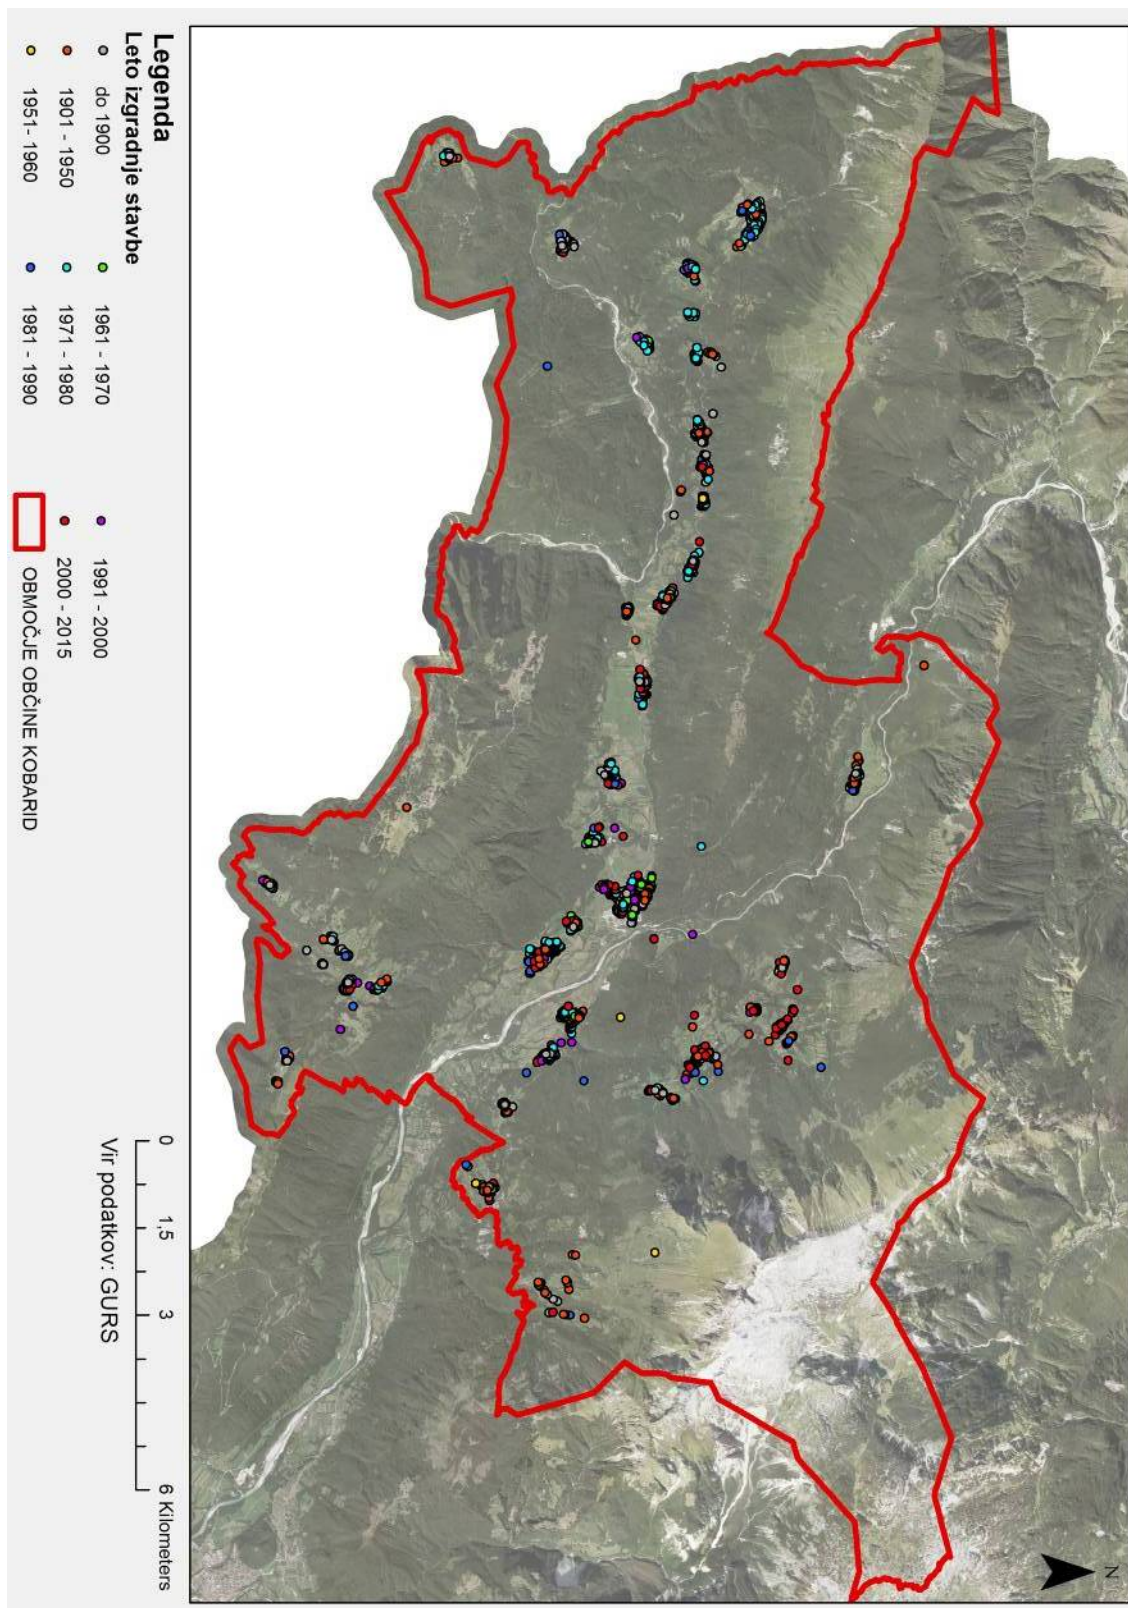 N
Legenda
Leto izgradnje stavbe
do 1900
1901 - 1950
1951- 1960
1961 - 1970
1971 - 1980
1981 - 1990
1991 - 2000
2000 - 2015
OBMOČJE OBČINE KOBARID
0 1,5 3 6 Kilometers
Vir podatkov: GURS